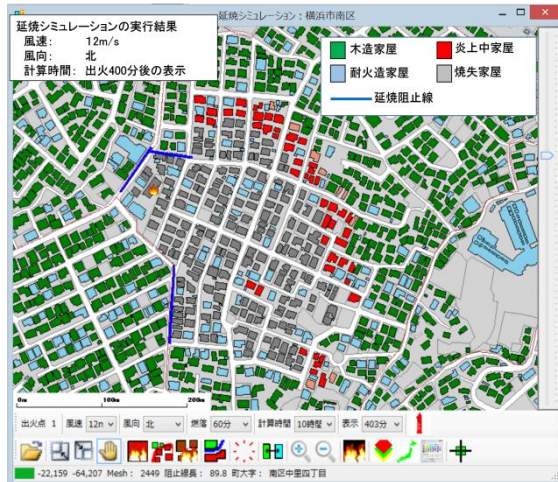 延焼シミュレーション：横浜市南区
延焼シミュレーションの実行結果
風速： 12m/s
風向： 北
計算時間： 出火400分後の表示
木造家屋 炎上中家屋
耐火造家屋 焼失家屋
延焼阻止線
0m 100m 200m
出火点 1 風速 12n 風向 北 燃落 60分 計算時間 10時間 表示 403分
-22,159 -64,207 Mesh： 2449 阻止線長： 89.8 町大字： 南区中里四丁目